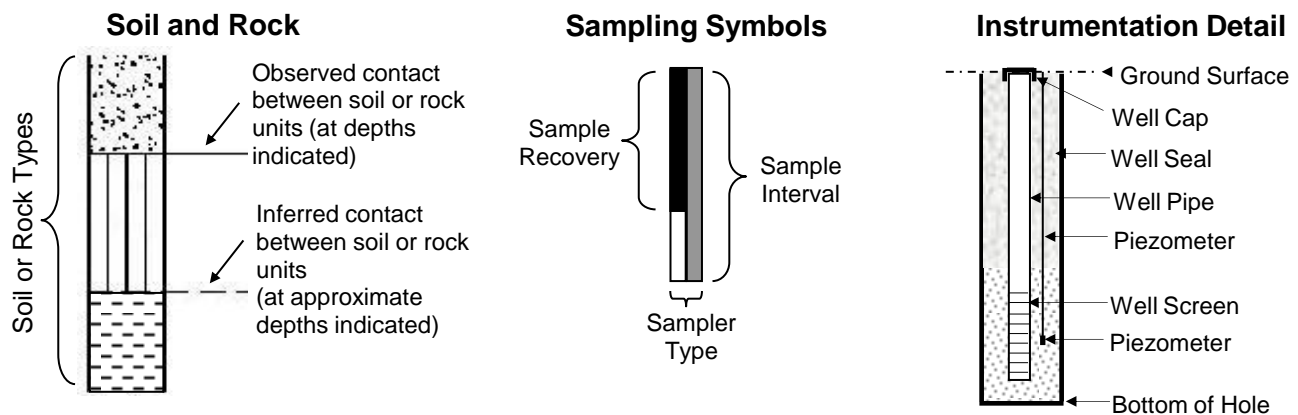 Soil and Rock
Soil or Rock Types
Observed contact
between soil or rock
units (at depths
indicated)
Inferred contact
between soil or rock
units
(at approximate
depths indicated)
Sampling Symbols
Sample
Recovery
Sample
Interval
Sampler
Type
Instrumentation Detail
Ground Surface
Well Cap
Well Seal
Well Pipe
Piezometer
Well Screen
Piezometer
Bottom of Hole